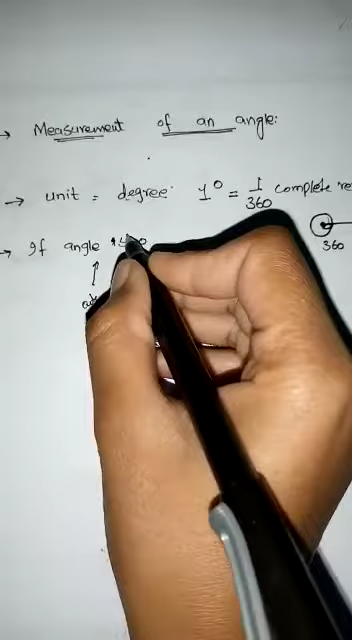 → Measurement of an angle:
→ unit = degree 1° = 1/360 complete re
360
→ If angle